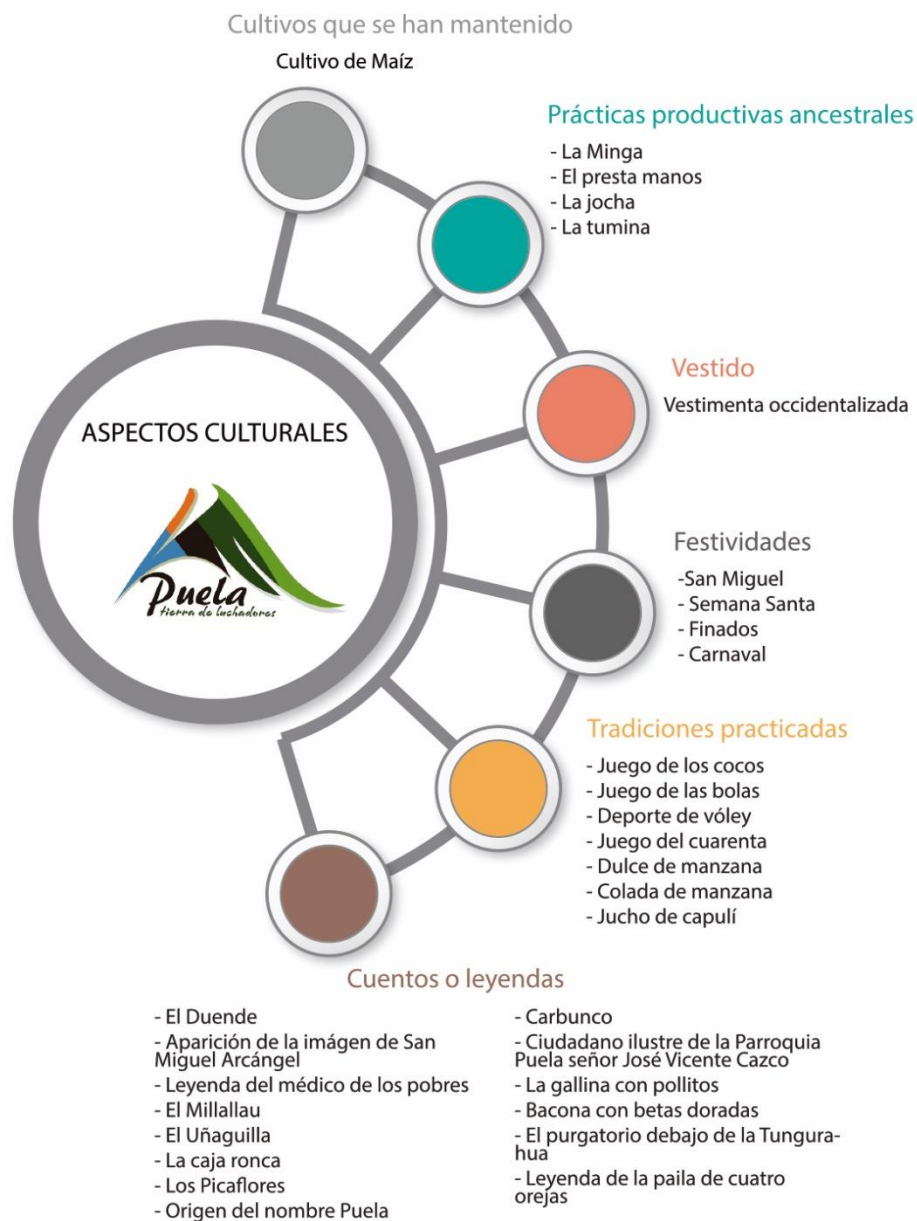 Cultivos que se han mantenido
Cultivo de Maíz
Prácticas productivas ancestrales
- La Minga
- El presta manos
- La jocha
- La tumina
Vestido
Vestimenta occidentalizada
ASPECTOS CULTURALES
Puela
tierra de luchadores
Festividades
-San Miguel
- Semana Santa
- Finados
- Carnaval
Tradiciones practicadas
- Juego de los cocos
- Juego de las bolas
- Deporte de vóley
- Juego del cuarenta
- Dulce de manzana
- Colada de manzana
- Jucho de capulí
Cuentos o leyendas
- El Duende
- Aparición de la imágen de San
Miguel Arcángel
- Leyenda del médico de los pobres
- El Millallau
- El Uñaguilla
- La caja ronca
- Los Picaflores
- Origen del nombre Puela
- Carbunco
- Ciudadano ilustre de la Parroquia
Puela señor José Vicente Cazco
- La gallina con pollitos
- Bacona con betas doradas
- El purgatorio debajo de la Tungura-
hua
- Leyenda de la paila de cuatro
orejas